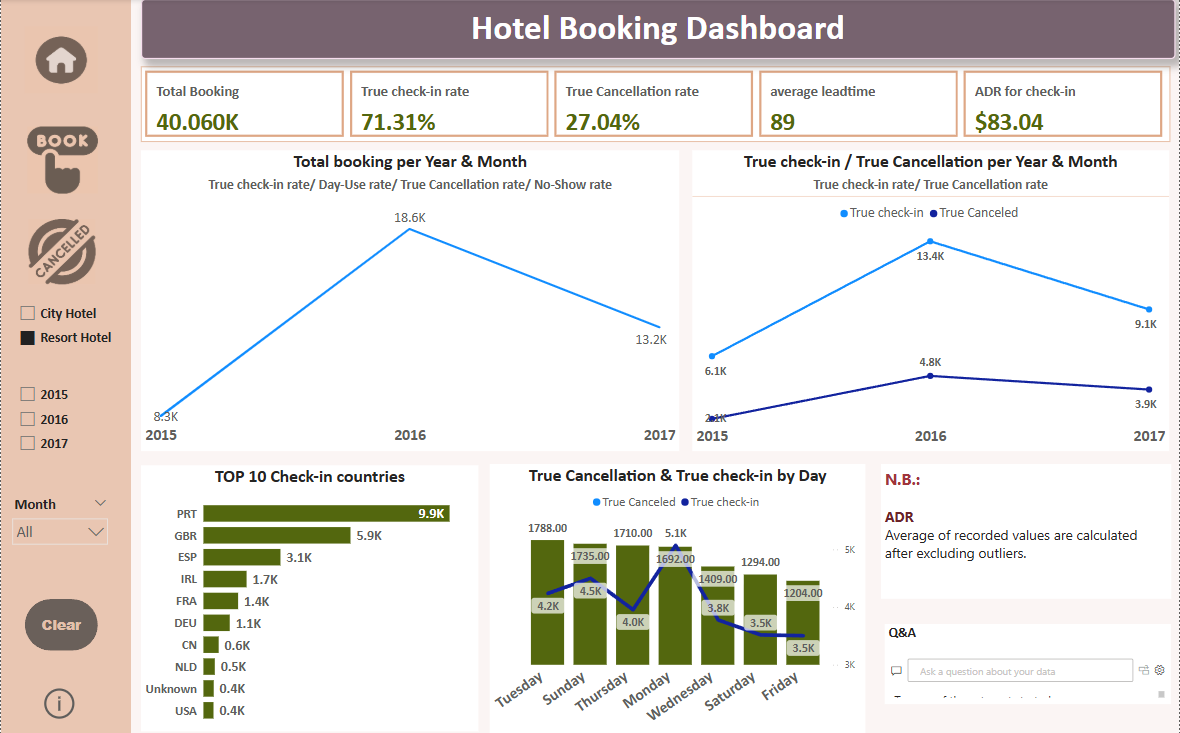 Hotel Booking Dashboard
Total Booking
40.060K
True check-in rate
71.31%
True Cancellation rate
27.04%
average leadtime
89
ADR for check-in
$83.04
BOOK
CANCELLED
City Hotel
Resort Hotel
2015
2016
2017
Month
All
Clear
i
Total booking per Year & Month
True check-in rate/ Day-Use rate/ True Cancellation rate/ No-Show rate
18.6K
13.2K
8.3K
2015 2016 2017
True check-in / True Cancellation per Year & Month
True check-in rate/ True Cancellation rate
True check-in True Canceled
13.4K
9.1K
6.1K
4.8K
3.9K
2.1K
2015 2016 2017
TOP 10 Check-in countries
PRT 9.9K
GBR 5.9K
ESP 3.1K
IRL 1.7K
FRA 1.4K
DEU 1.1K
CN 0.6K
NLD 0.5K
Unknown 0.4K
USA 0.4K
True Cancellation & True check-in by Day
True Canceled True check-in
1788.00 1735.00 1710.00 1692.00 1409.00 1294.00 1204.00
4.2K 4.5K 4.0K 5.1K 3.8K 3.5K 3.5K
5K
4K
3K
Tuesday Sunday Thursday Monday Wednesday Saturday Friday
N.B.:
ADR
Average of recorded values are calculated
after excluding outliers.
Q&A
Ask a question about your data